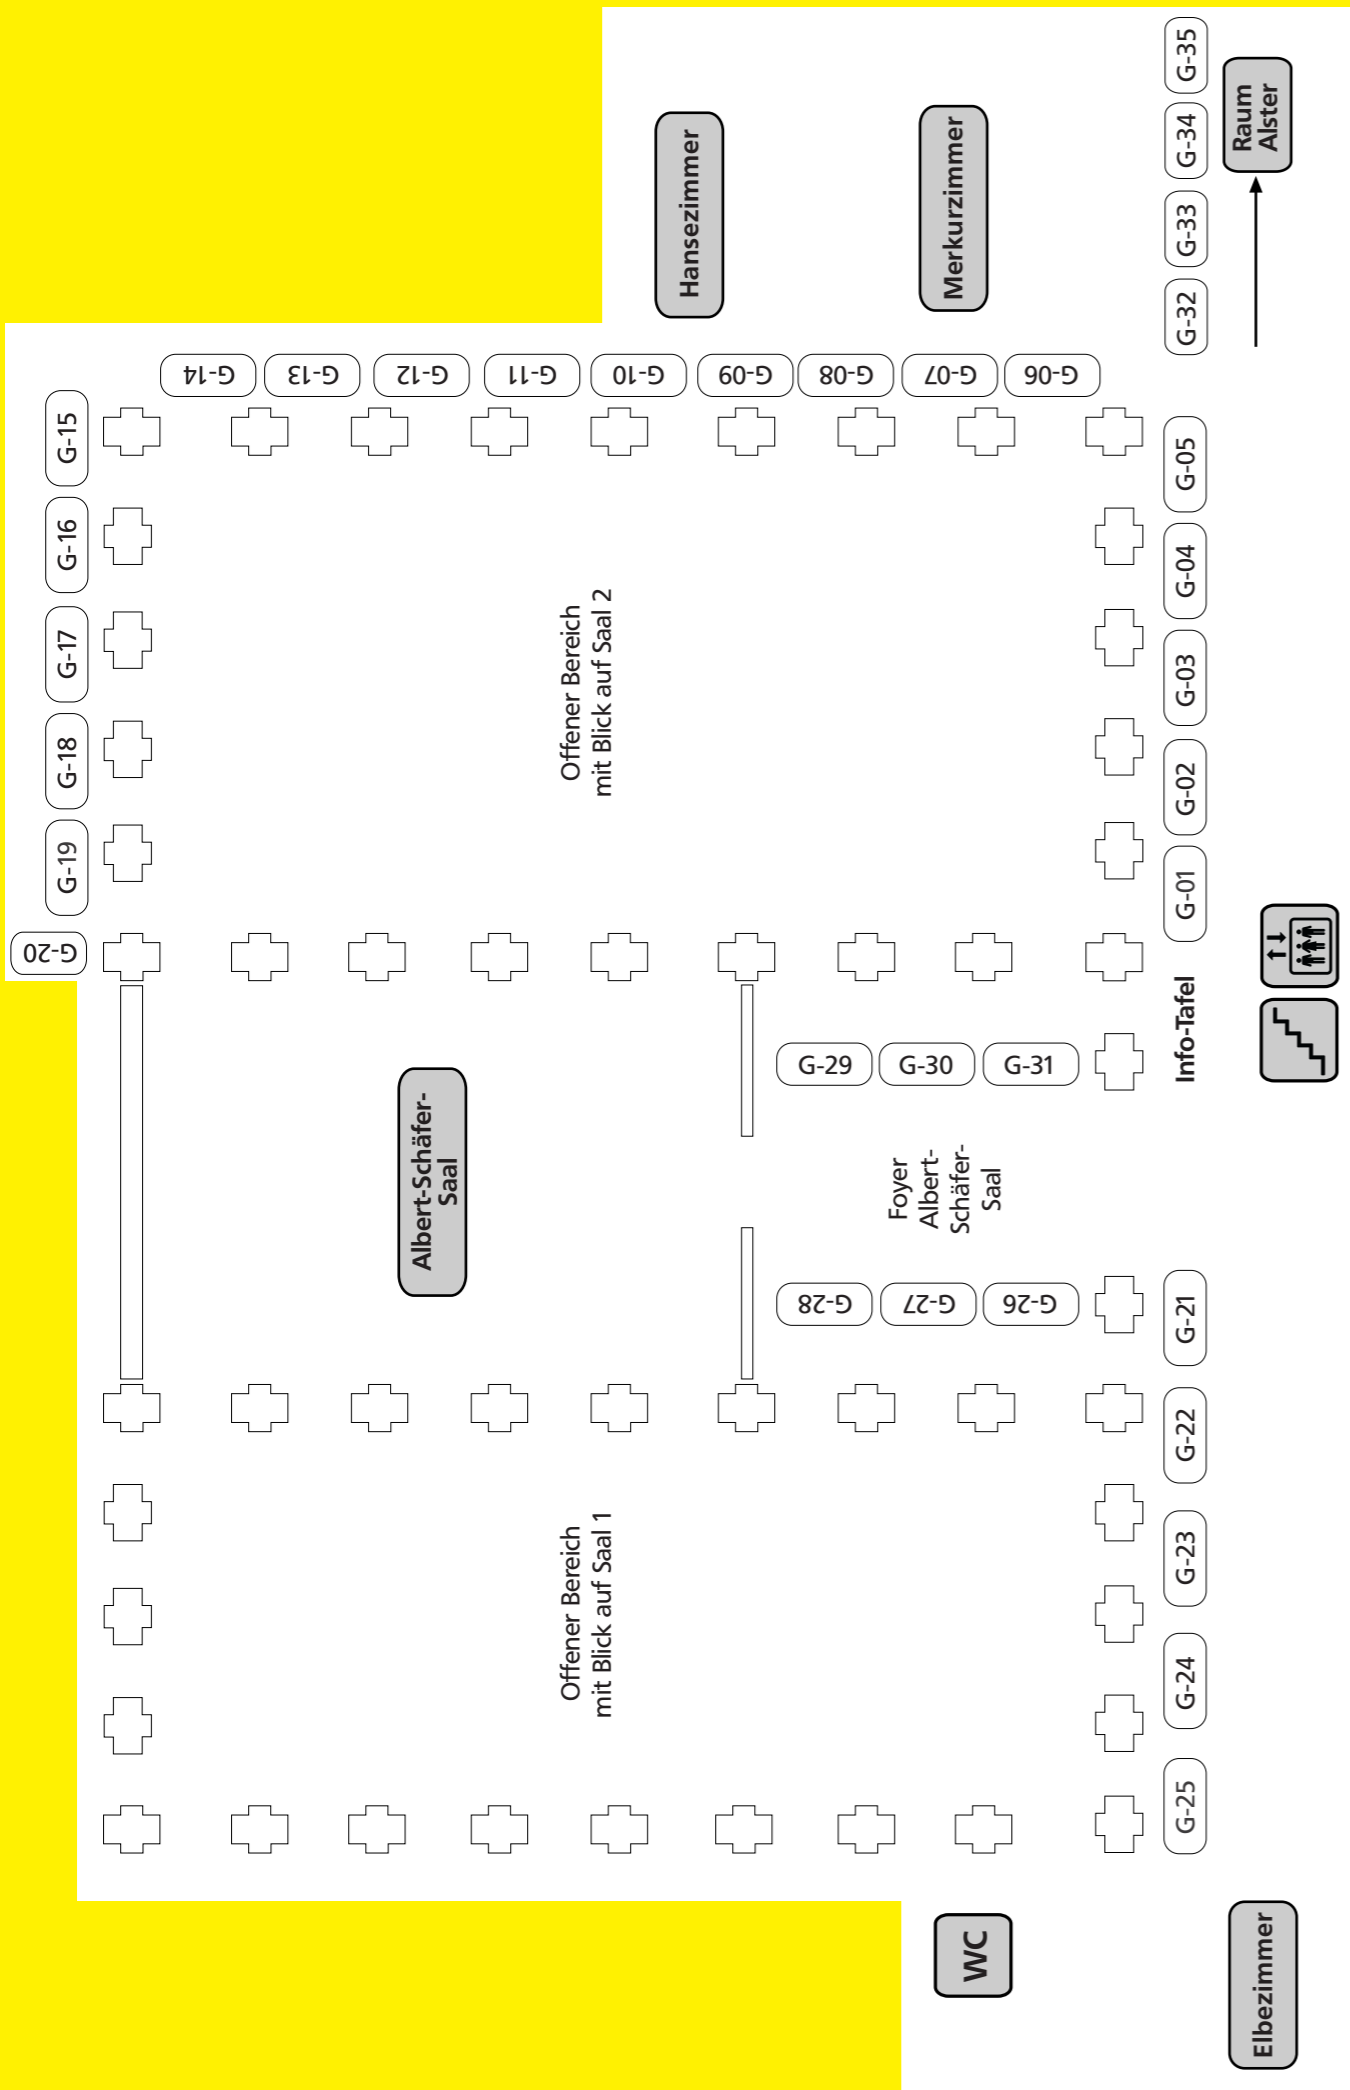 G-35
G-34
G-33
G-32
Raum
Alster
Hansezimmer
Merkurzimmer
G-14
G-13
G-12
G-11
G-10
G-09
G-08
G-07
G-06
G-15
G-16
G-17
G-18
G-19
G-20
G-05
G-04
G-03
G-02
G-01
Offener Bereich
mit Blick auf Saal 2
Info-Tafel
Albert-Schäfer-
Saal
G-29
G-30
G-31
Foyer
Albert-
Schäfer-
Saal
G-28
G-27
G-26
G-21
G-22
G-23
G-24
G-25
Offener Bereich
mit Blick auf Saal 1
WC
Elbezimmer